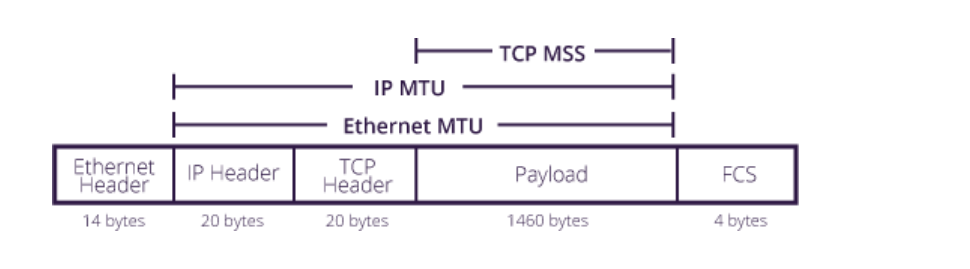 TCP MSS
IP MTU
Ethernet MTU
Ethernet
Header
IP Header
TCP
Header
Payload
FCS
14 bytes
20 bytes
20 bytes
1460 bytes
4 bytes